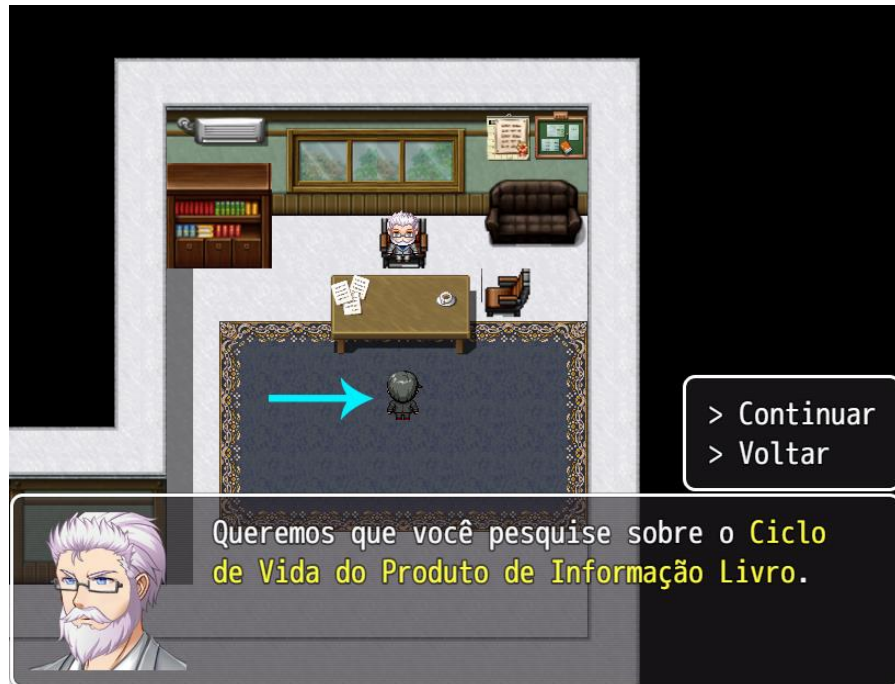 > Continuar
> Voltar
Queremos que você pesquise sobre o Ciclo
de Vida do Produto de Informação Livro.